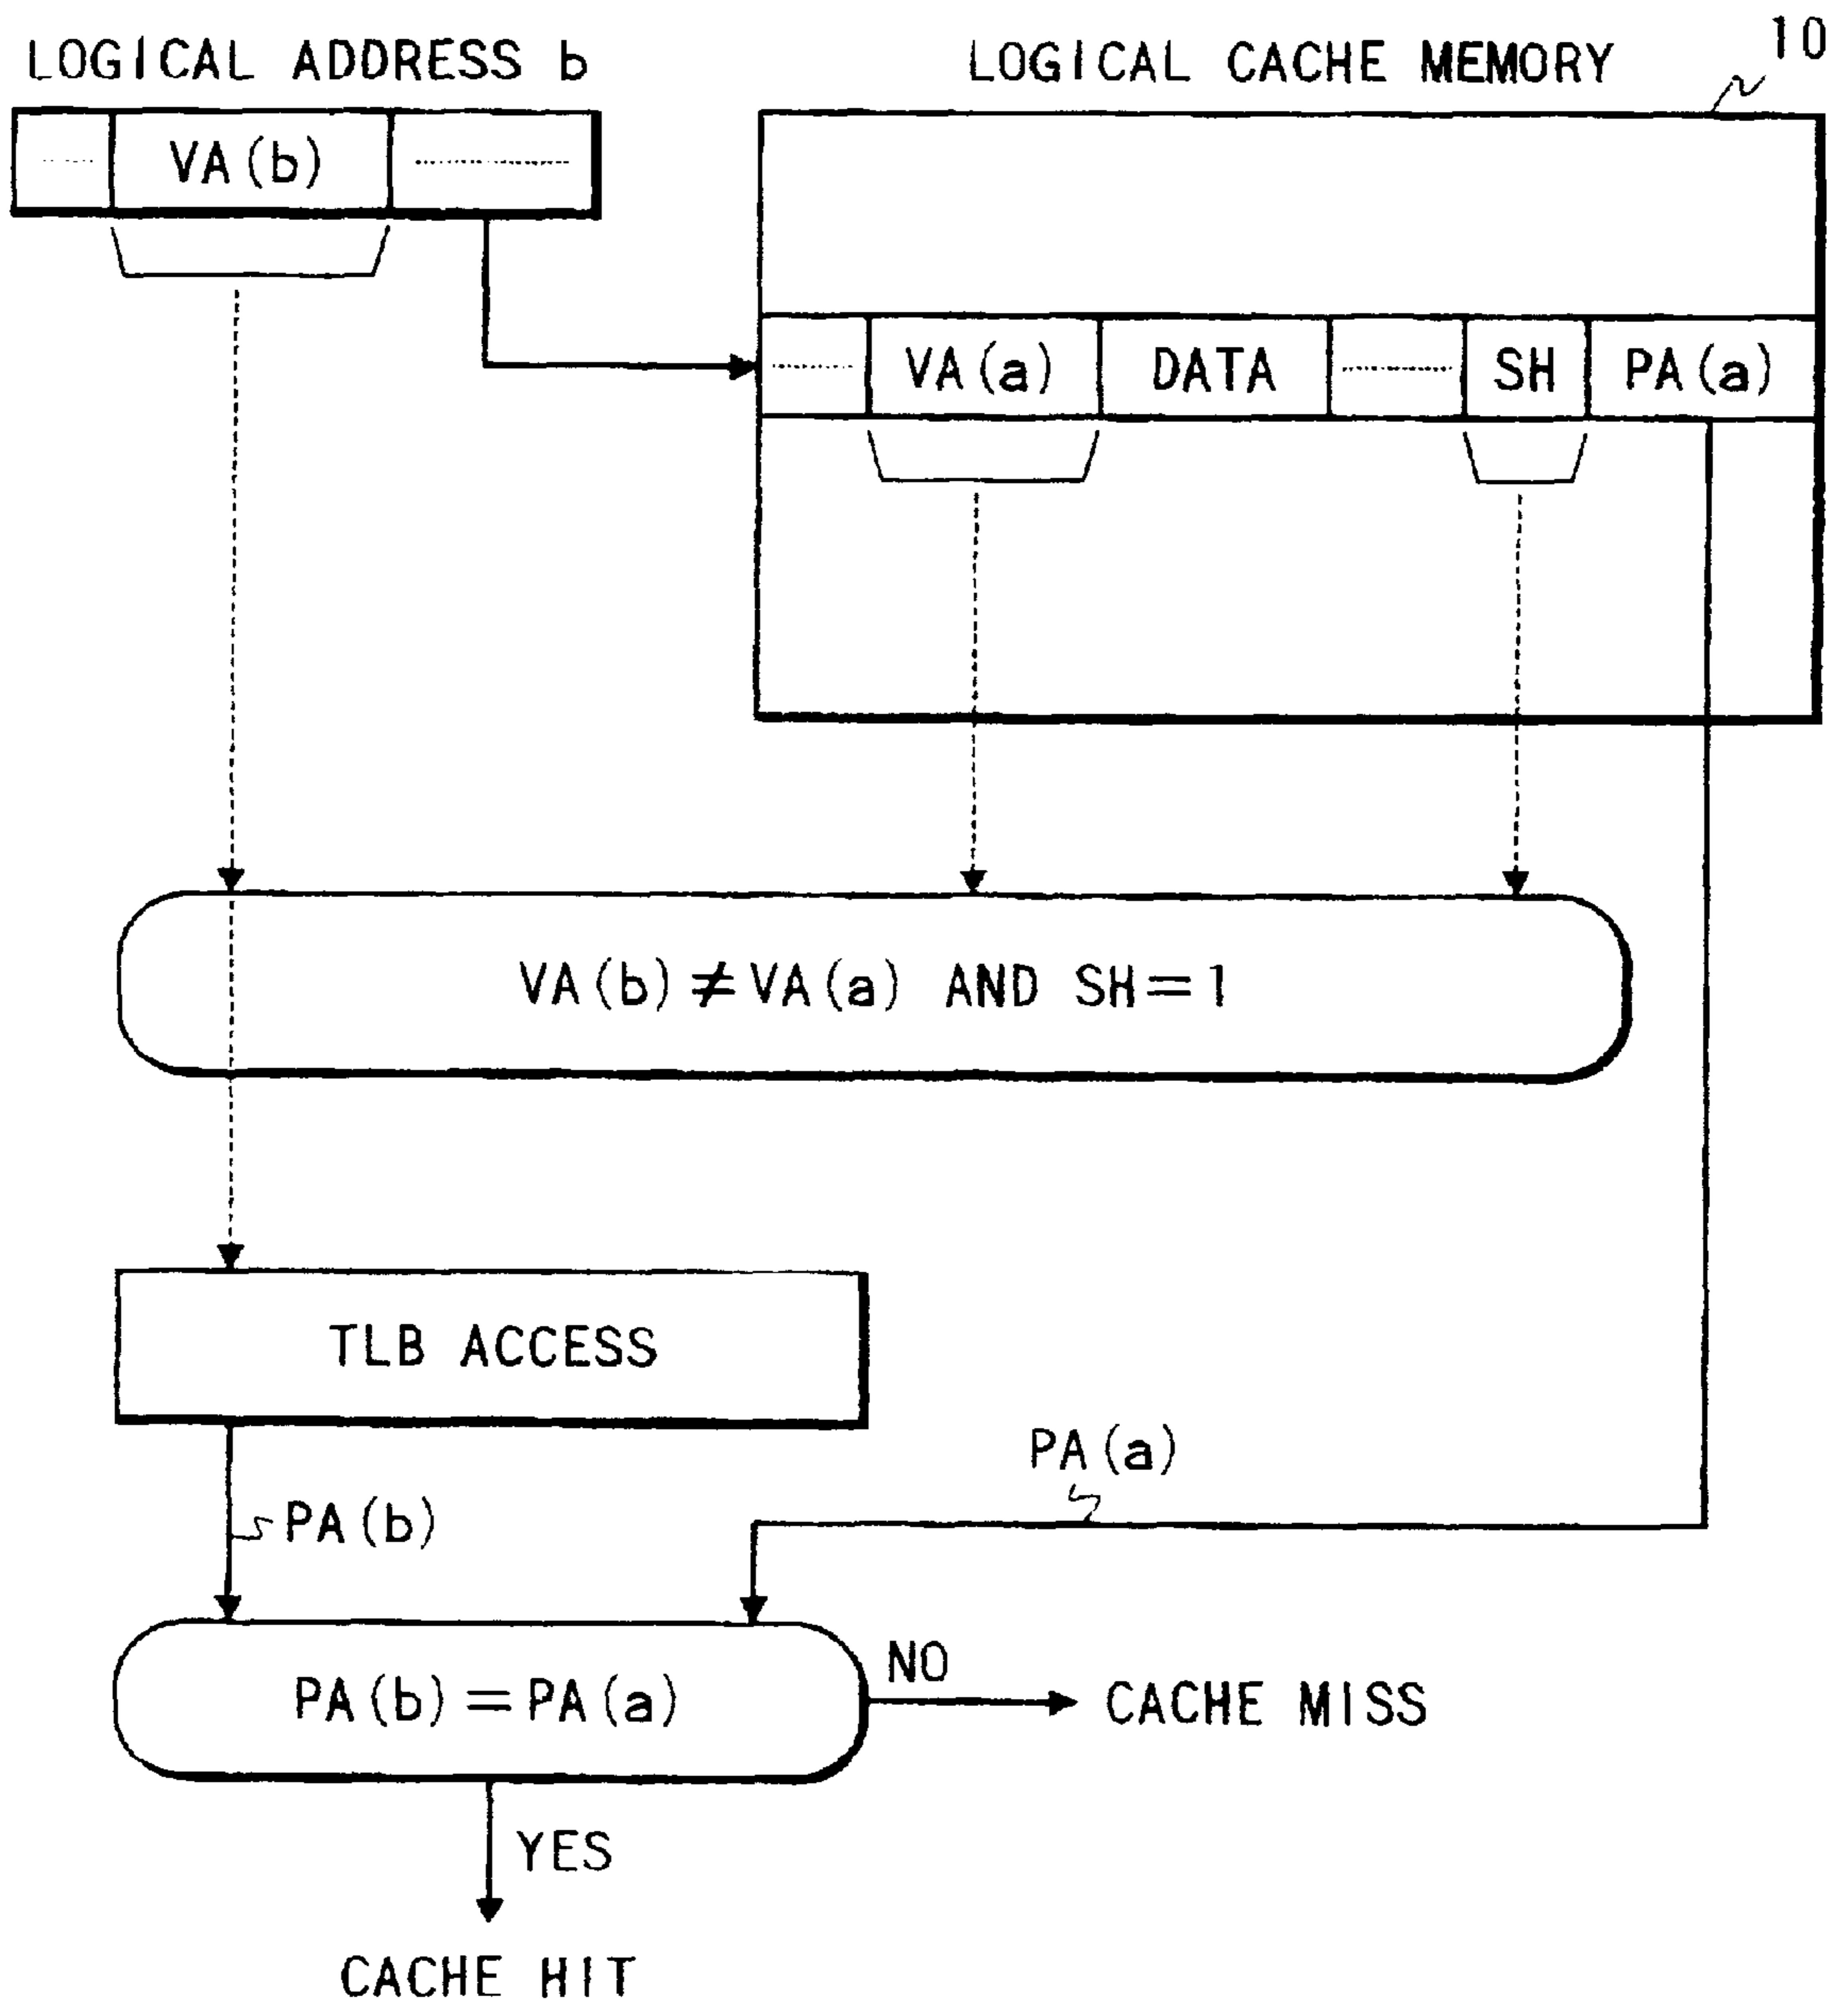 LOGICAL ADDRESS b
LOGICAL CACHE MEMORY
10
VA(b)
VA(a) DATA SH PA(a)
VA(b)≠VA(a) AND SH=1
TLB ACCESS
PA(a)
PA(b)
PA(b)=PA(a)
NO
CACHE MISS
YES
CACHE HIT